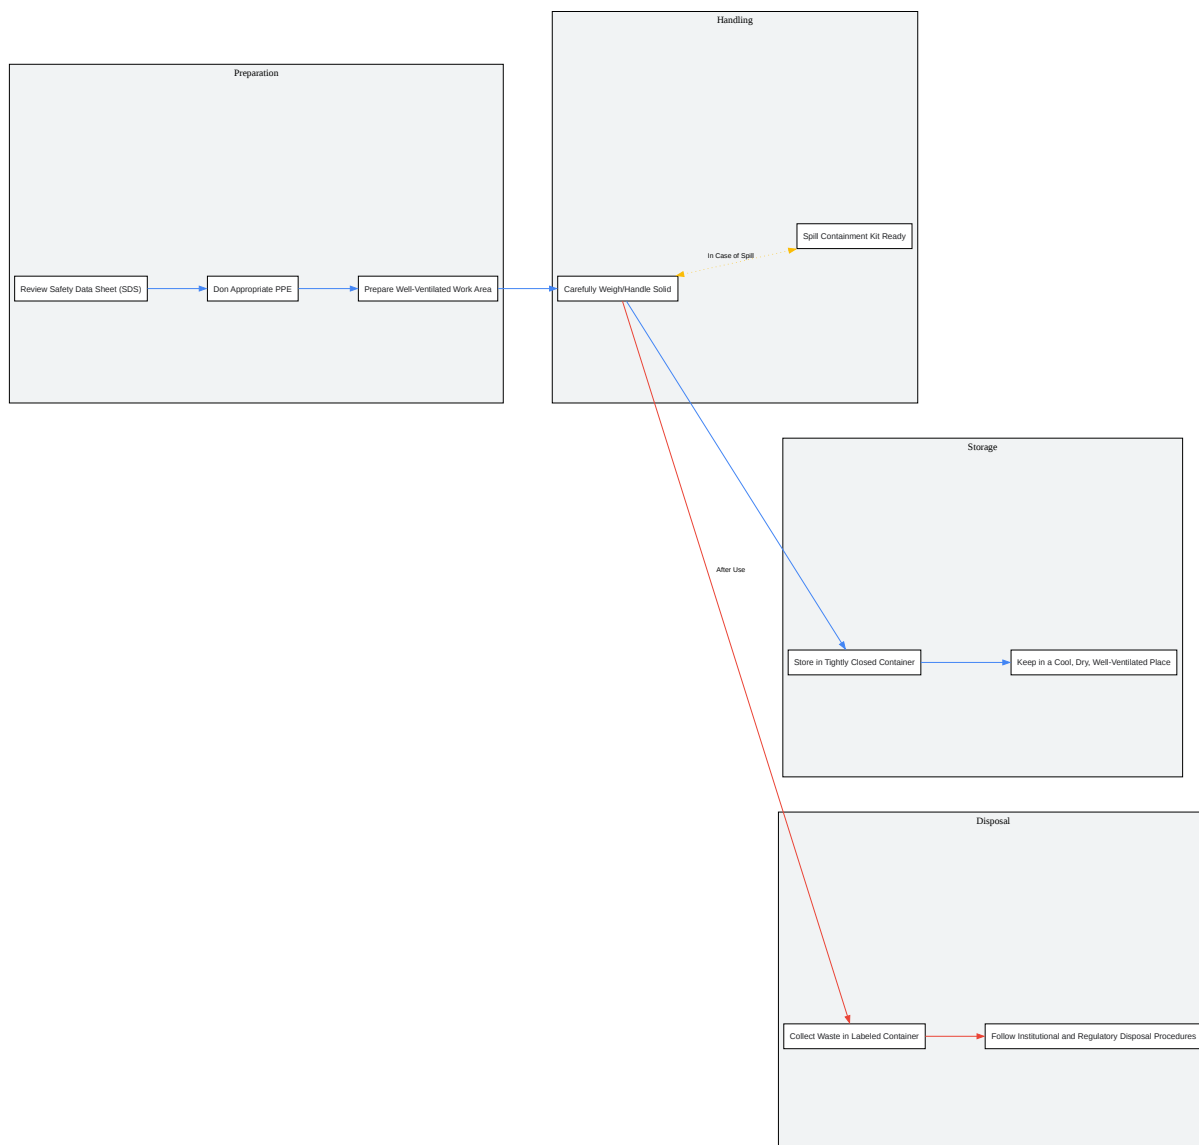 Handling
Preparation
Spill Containment Kit Ready
In Case of Spill
Review Safety Data Sheet (SDS)
Don Appropriate PPE
Prepare Well-Ventilated Work Area
Carefully Weigh/Handle Solid
Storage
After Use
Store in Tightly Closed Container
Keep in a Cool, Dry, Well-Ventilated Place
Disposal
Collect Waste in Labeled Container
Follow Institutional and Regulatory Disposal Procedures